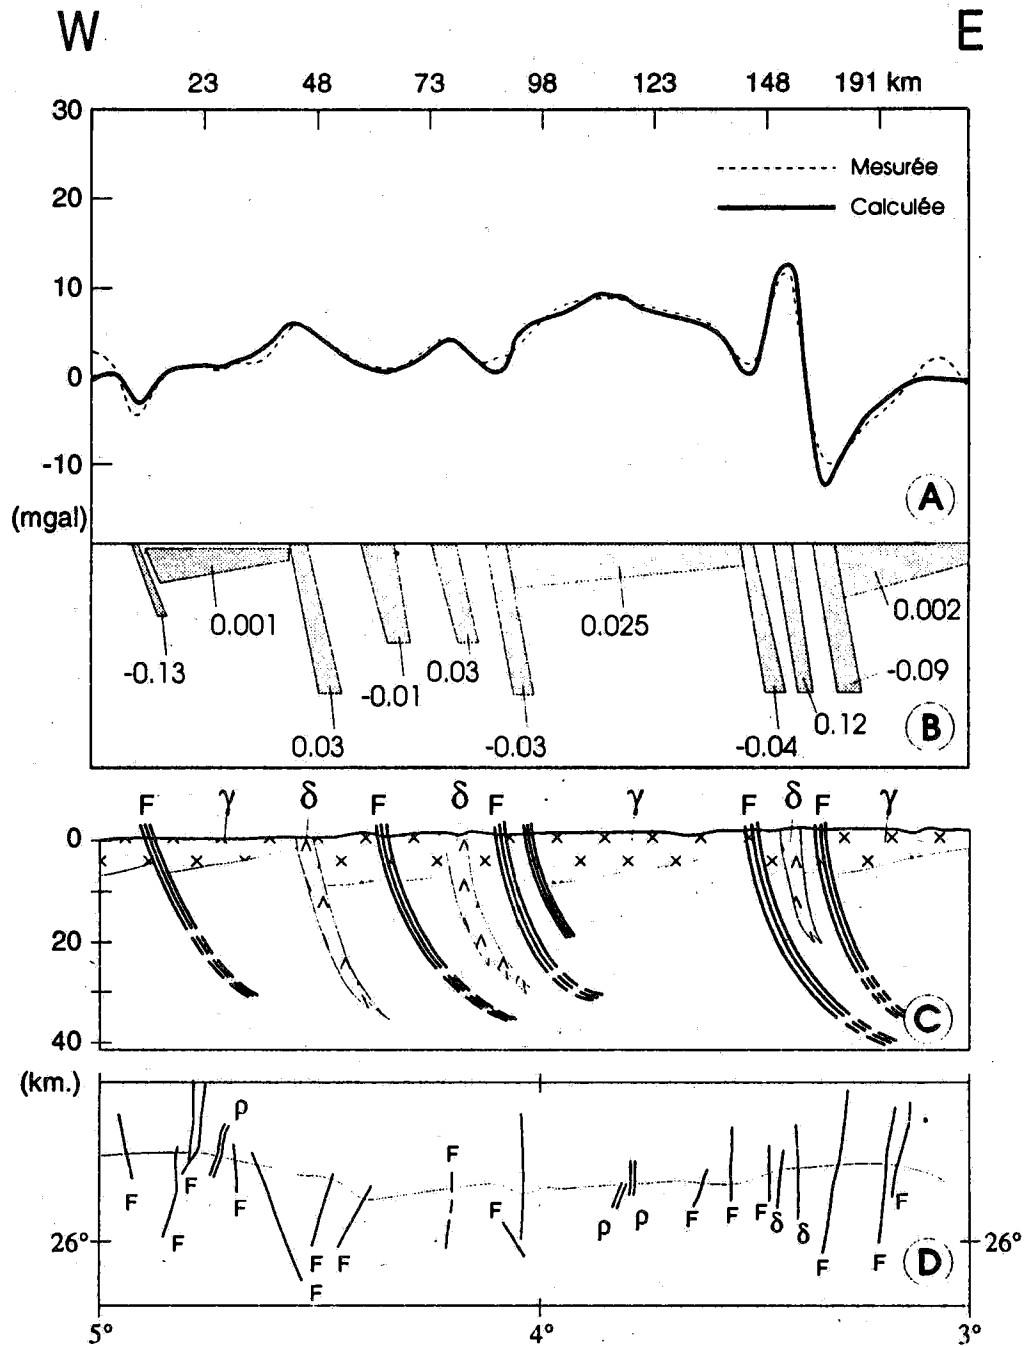 W E
23 48 73 98 123 148 191 km
30
Mesurée
20
Calculée
10
0
-10
A
(mgal)
0.001 0.025 0.002
-0.13 0.03 -0.09
-0.01
0.12
0.03 -0.03 -0.04 B
F γ δ F δ F γ F δ F γ
0
20
C
40
(km.)
ρ
F
F F F F
ρ ρ F F F δ δ
F F F F F
26° D 26°
F
5° 4° 3°